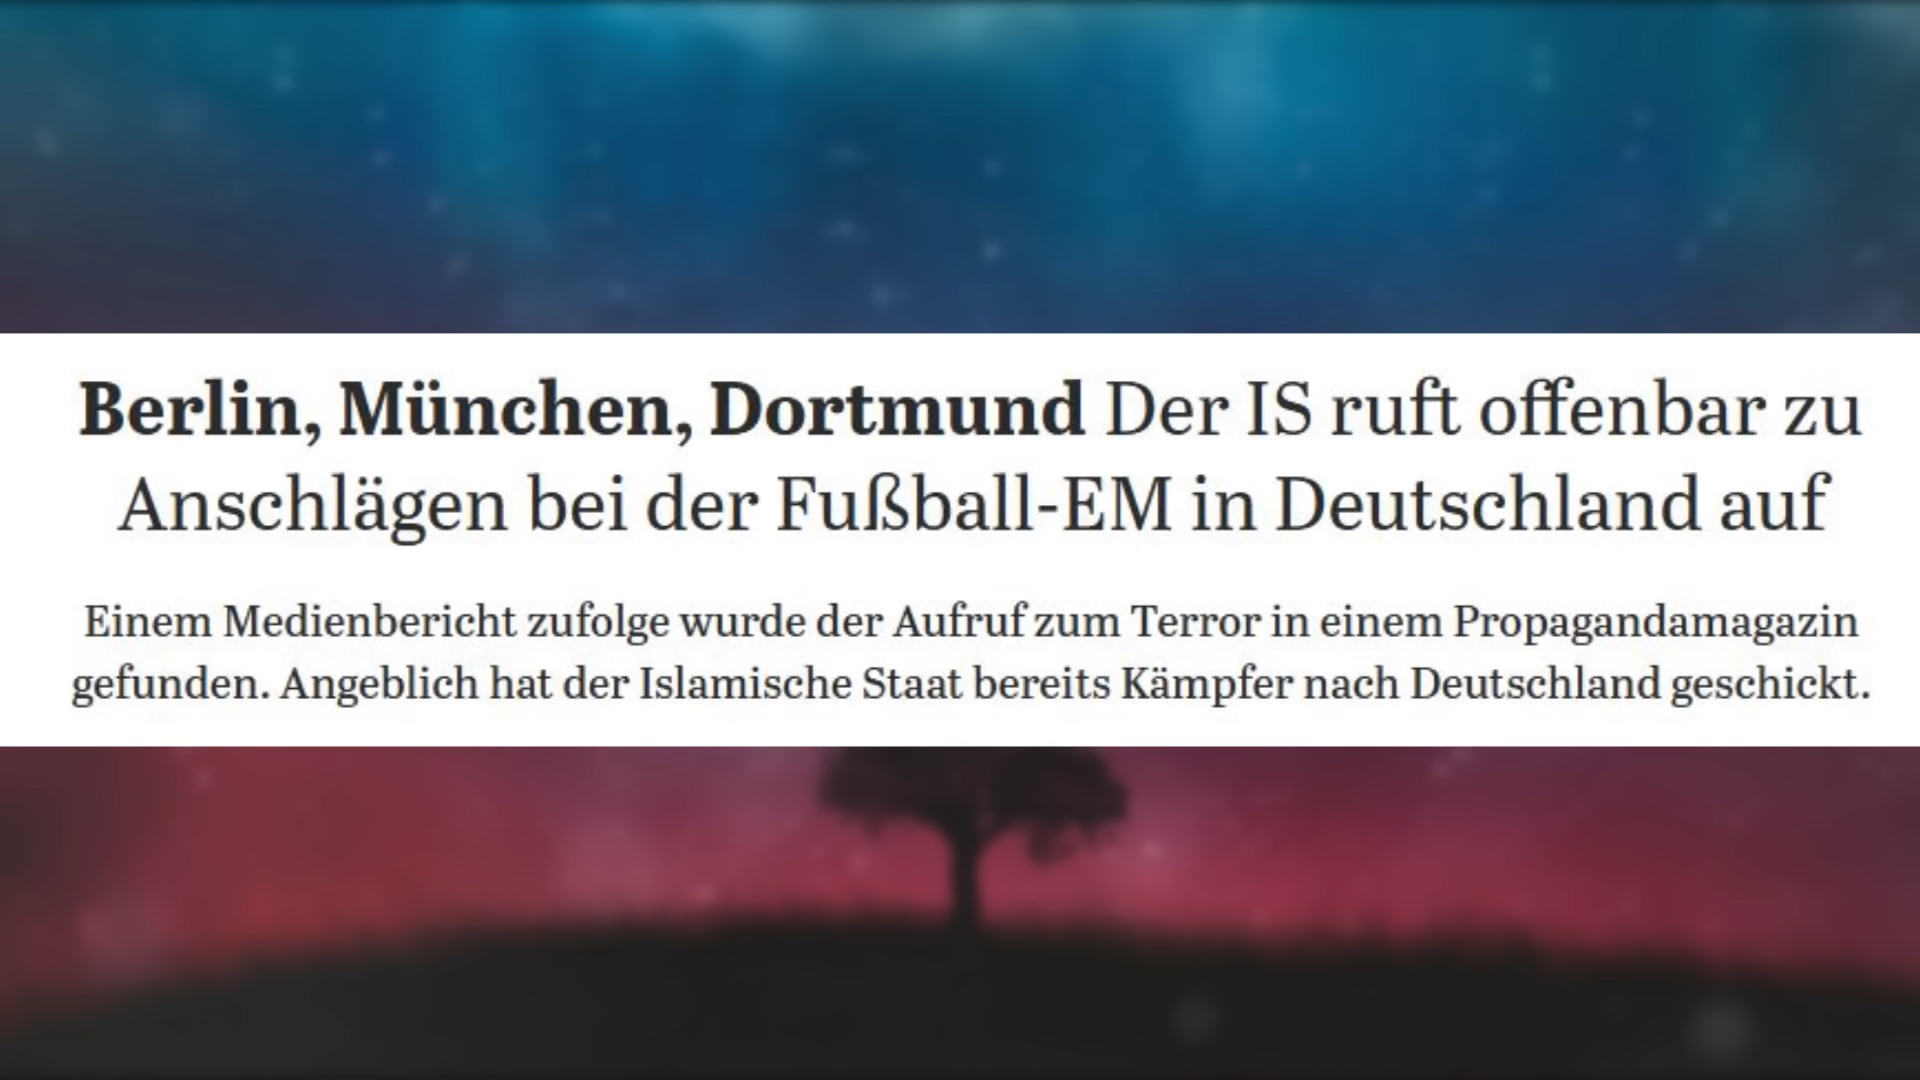 Berlin, München, Dortmund Der IS ruft offenbar zu
Anschlägen bei der Fußball-EM in Deutschland auf
Einem Medienbericht zufolge wurde der Aufruf zum Terror in einem Propagandamagazin
gefunden. Angeblich hat der Islamische Staat bereits Kämpfer nach Deutschland geschickt.